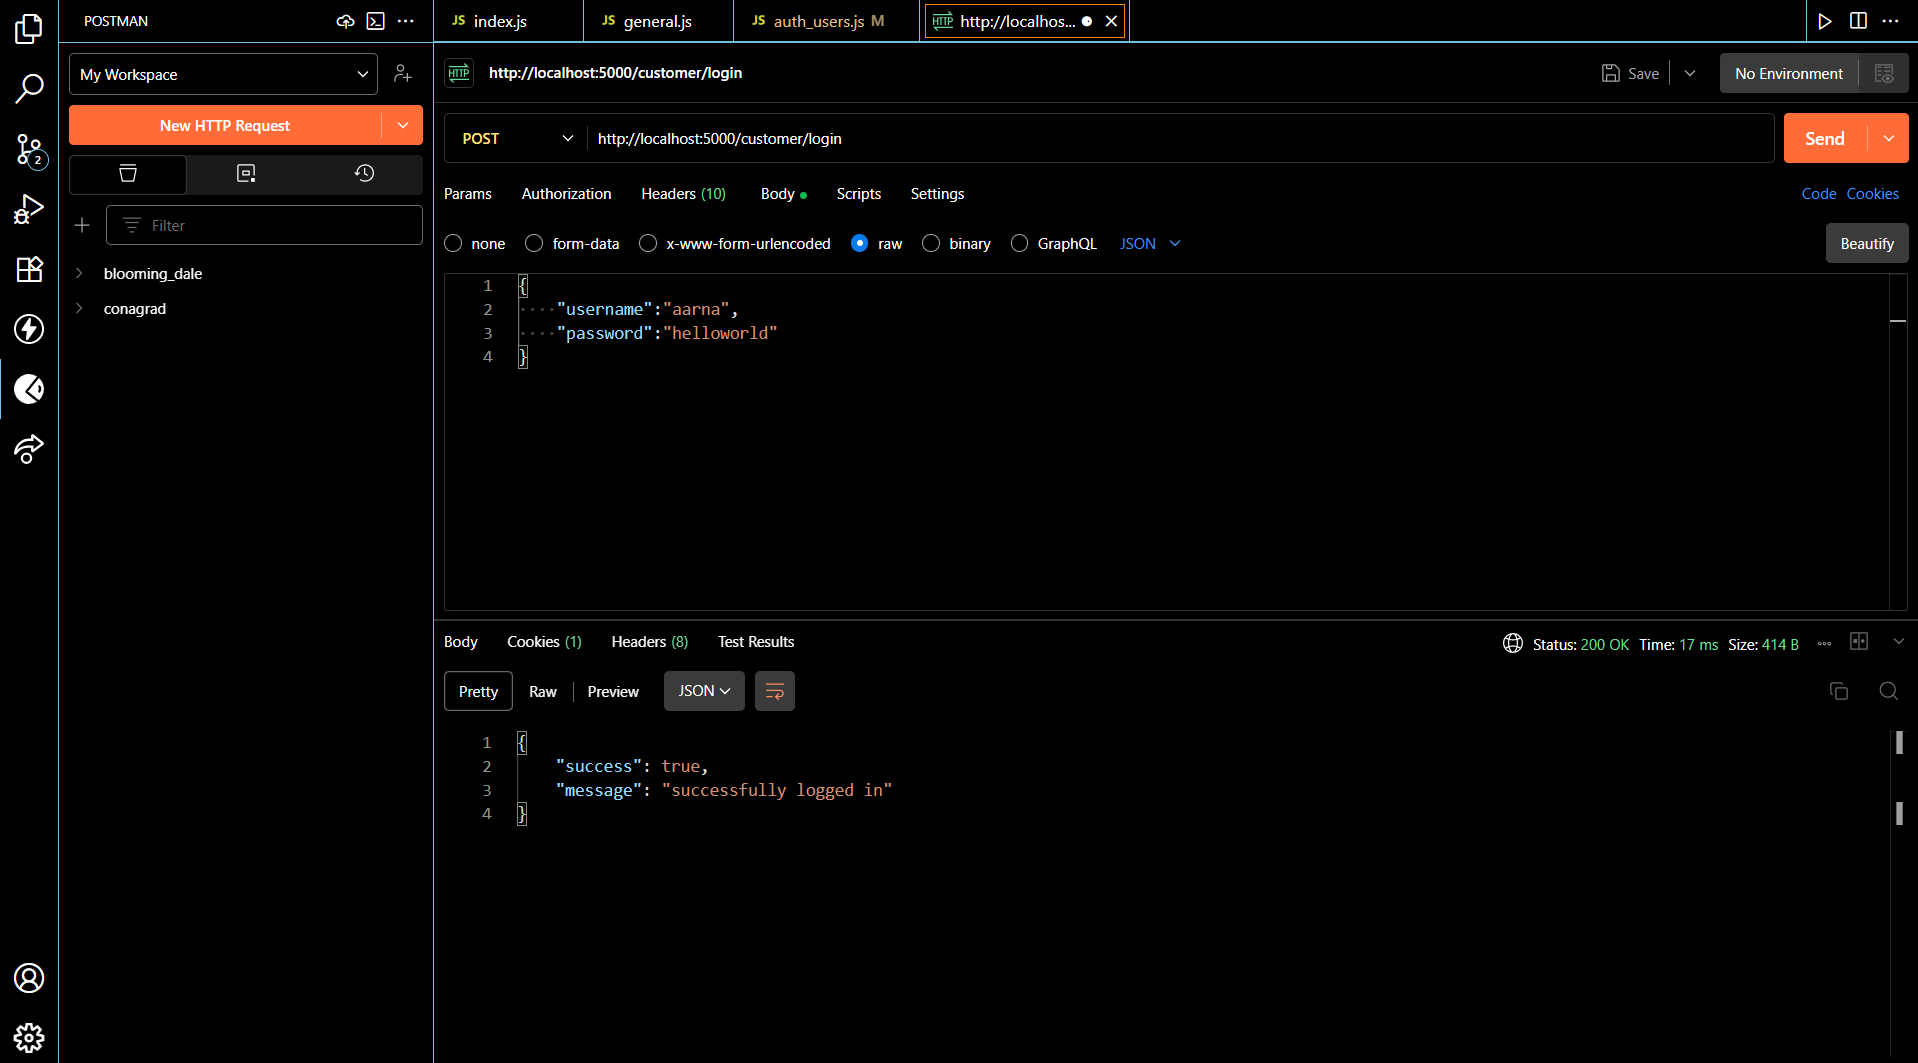 POSTMAN
JS index.js
JS general.js
JS auth_users.js M
HTTP http://localhos...
My Workspace
HTTP http://localhost:5000/customer/login
Save
No Environment
New HTTP Request
POST http://localhost:5000/customer/login
Send
2
Params Authorization Headers (10) Body Scripts Settings
Code Cookies
Filter
none form-data x-www-form-urlencoded raw binary GraphQL JSON
Beautify
blooming_dale
conagrad
1 {
2 ····"username":"aarna",
3 ····"password":"helloworld"
4 }
Body Cookies (1) Headers (8) Test Results
Status: 200 OK Time: 17 ms Size: 414 B
Pretty Raw Preview JSON
1 {
2 "success": true,
3 "message": "successfully logged in"
4 }